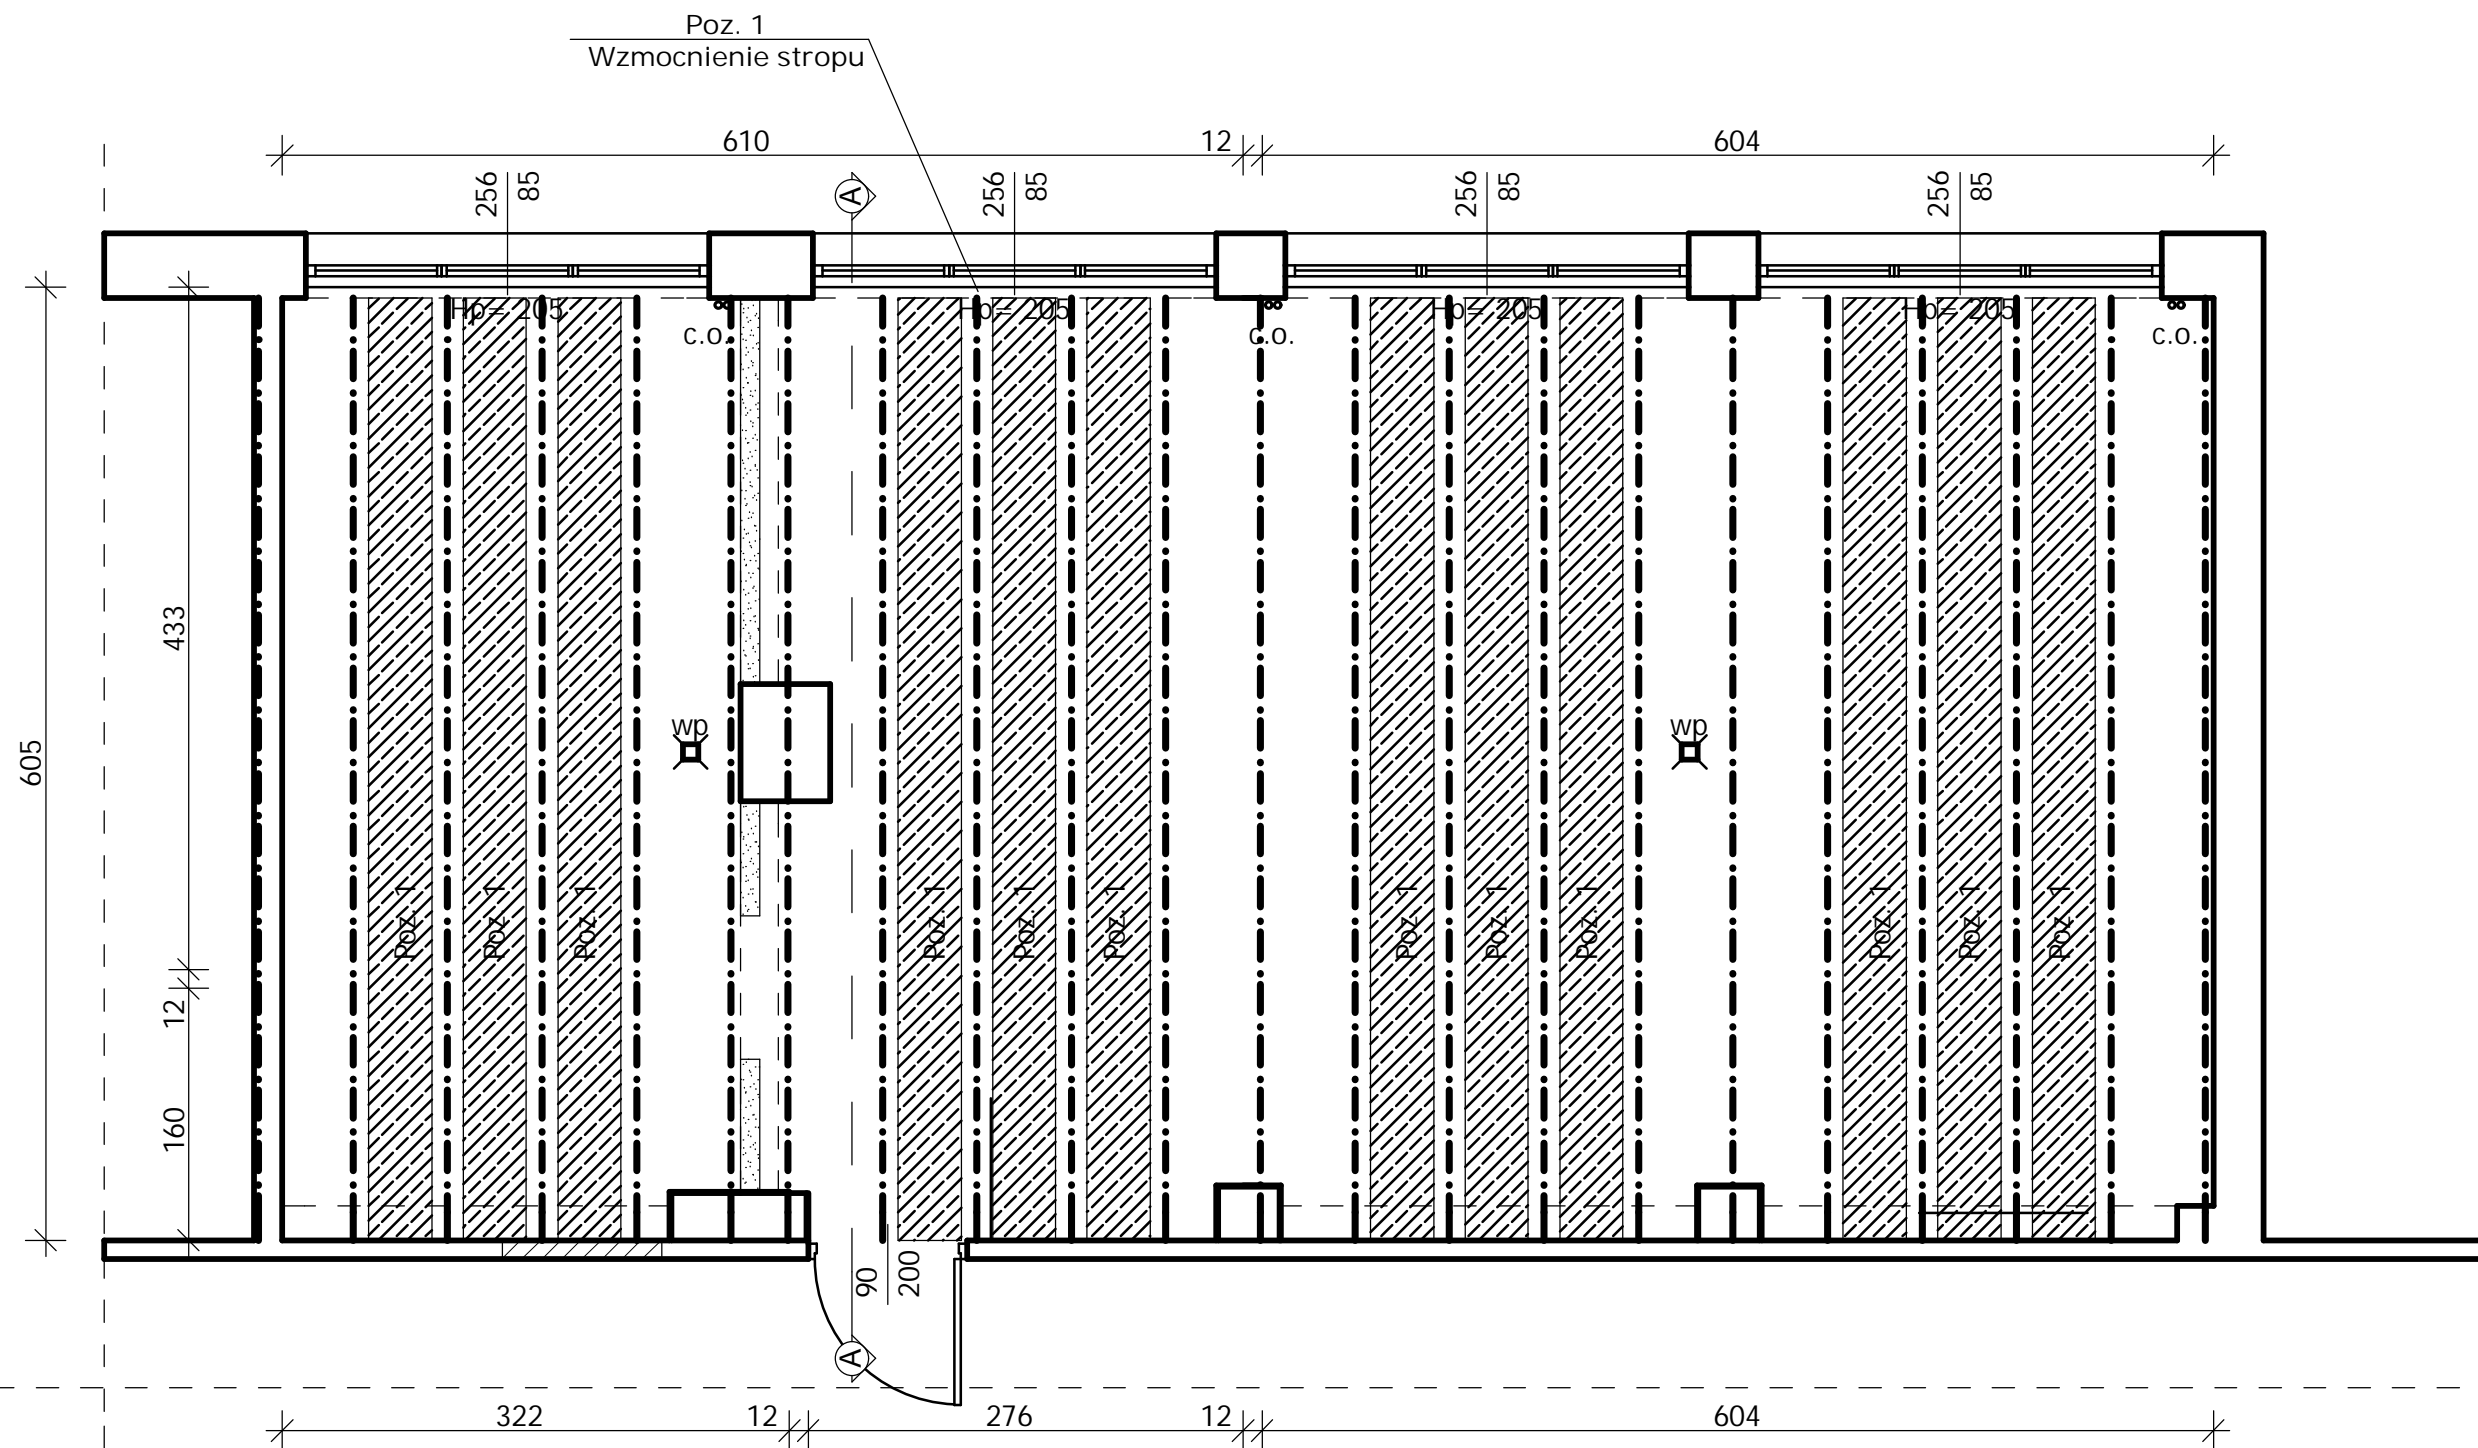 Poz. 1
Wzmocnienie stropu
610
12
604
256
85
256
85
256
85
256
85
A
Hp= 205
Hp= 205
Hp= 205
Hp= 205
c.o.
c.o.
c.o.
605
433
12
160
wp
wp
Poz. 1
Poz. 1
Poz. 1
Poz. 1
Poz. 1
Poz. 1
Poz. 1
Poz. 1
Poz. 1
Poz. 1
Poz. 1
Poz. 1
90
200
A
322
12
276
12
604